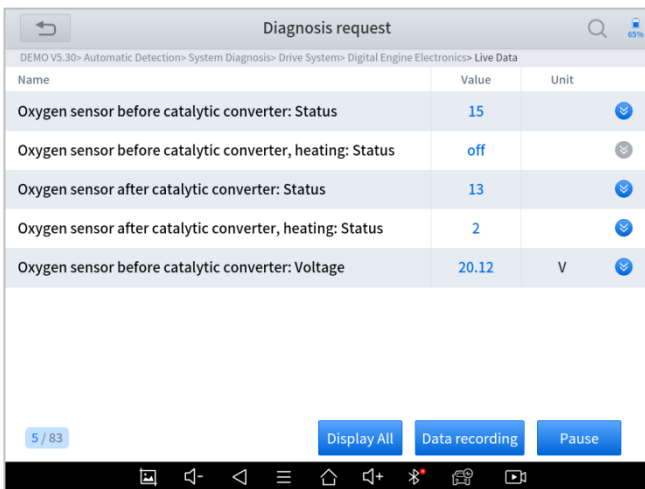 Diagnosis request
65%
DEMO V5.30> Automatic Detection> System Diagnosis> Drive System> Digital Engine Electronics> Live Data
Name Value Unit
Oxygen sensor before catalytic converter: Status 15
Oxygen sensor before catalytic converter, heating: Status off
Oxygen sensor after catalytic converter: Status 13
Oxygen sensor after catalytic converter, heating: Status 2
Oxygen sensor before catalytic converter: Voltage 20.12 V
5 / 83 Display All Data recording Pause